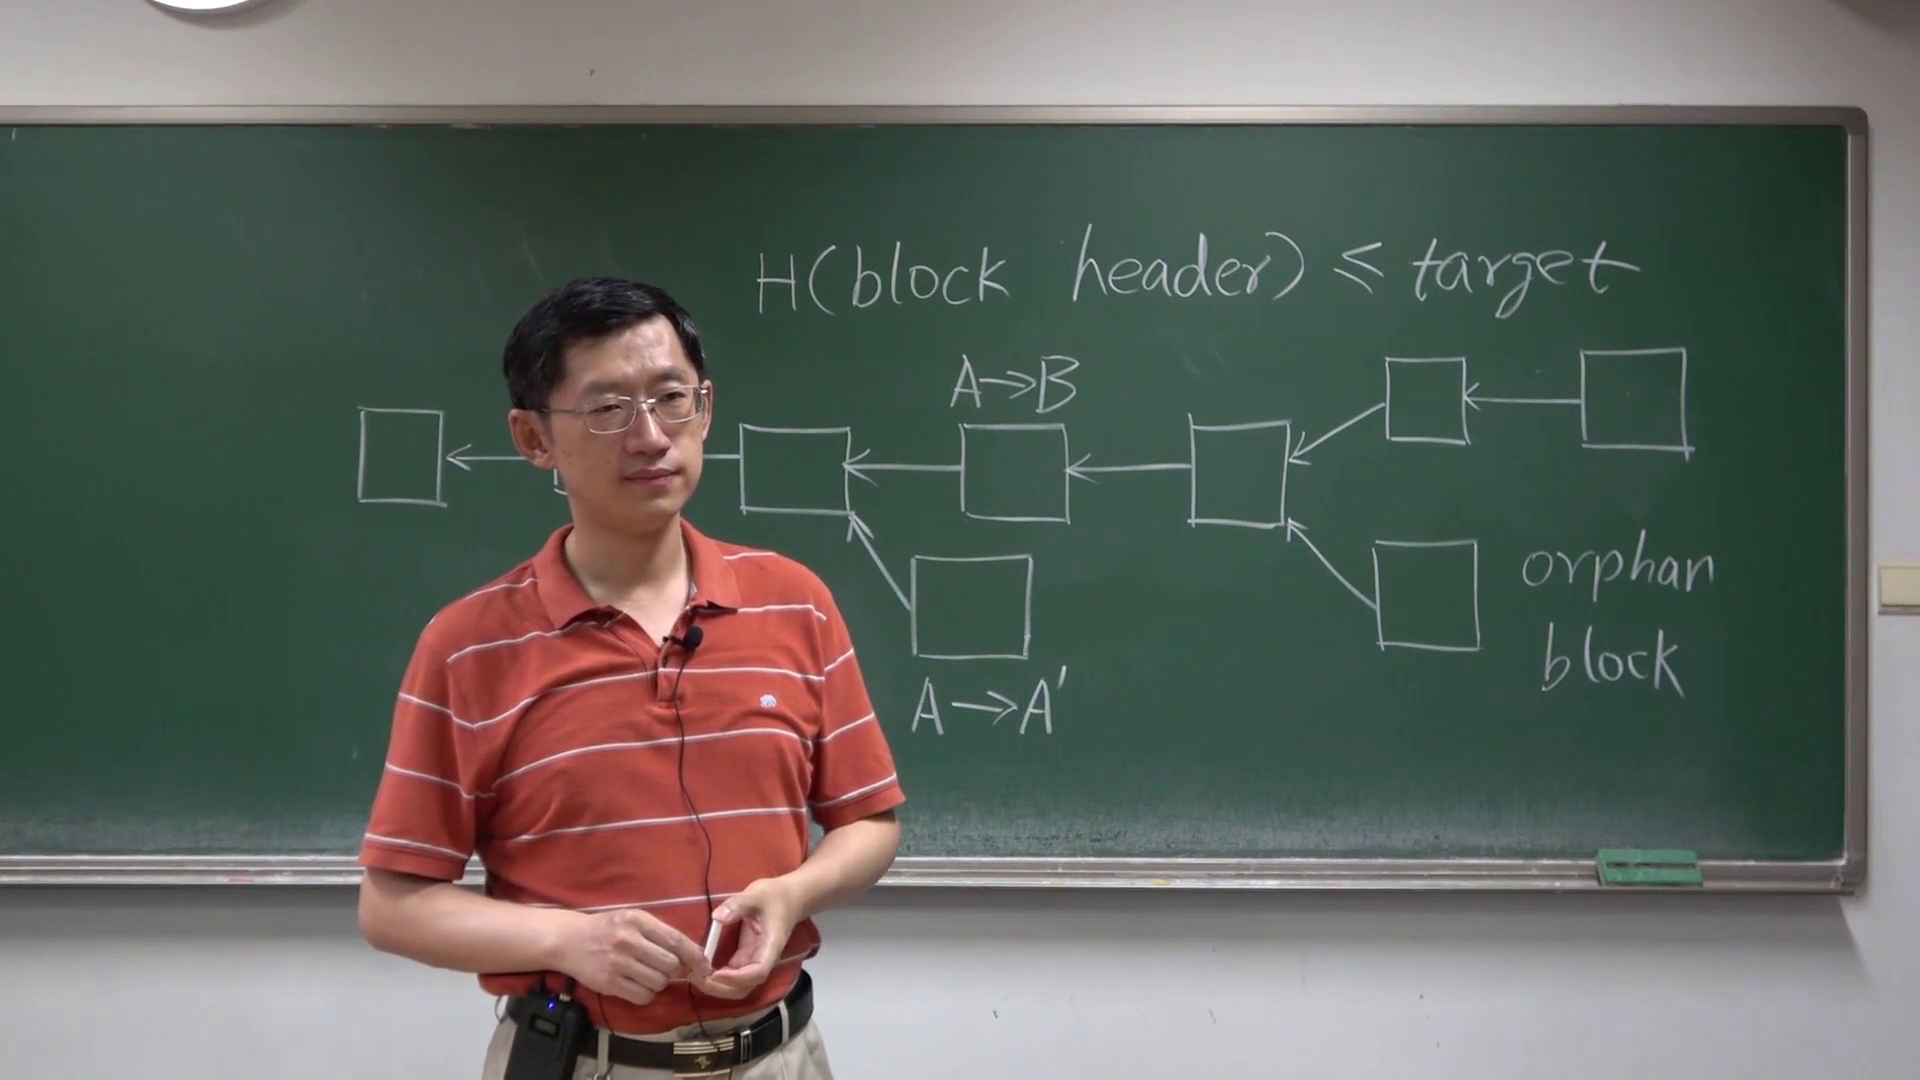 H(block header) ≤ target
A→B
A→A'
orphan
block